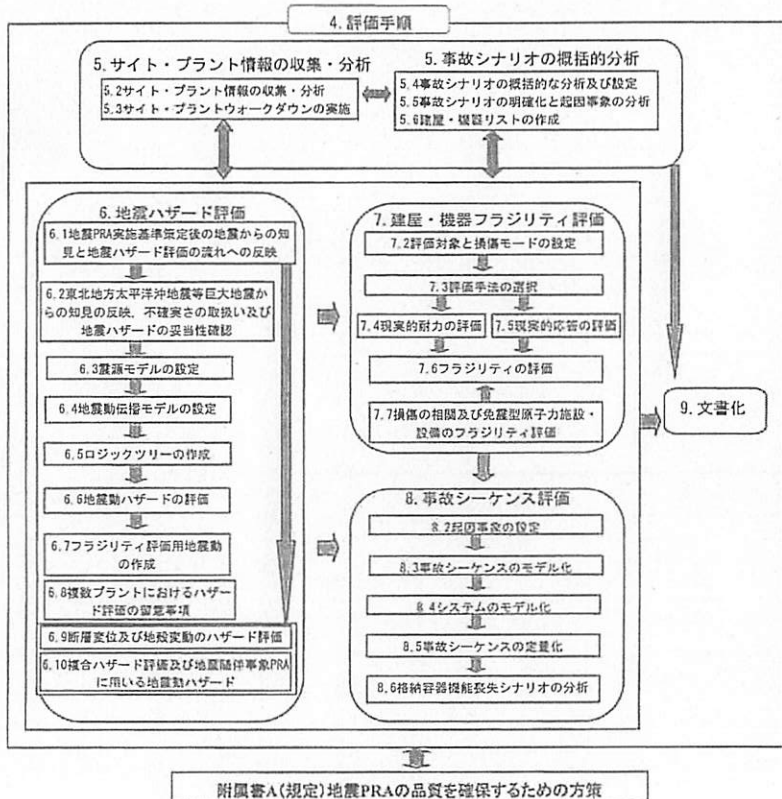 4. 評価手順
5. サイト・プラント情報の収集・分析
5.2サイト・プラント情報の収集・分析
5.3サイト・プラントウォークダウンの実施
5. 事故シナリオの概括的分析
5.4事故シナリオの概括的な分析及び設定
5.5事故シナリオの明確化と起因事象の分析
5.6建屋・機器リストの作成
6. 地震ハザード評価
6.1地震PRA実施基準策定後の地震からの知
見と地震ハザード評価の流れへの反映
6.2東北地方太平洋沖地震等巨大地震か
らの知見の反映，不確実さの取扱い及び
地震ハザードの妥当性確認
6.3震源モデルの設定
6.4地震動伝播モデルの設定
6.5ロジックツリーの作成
6.6地震動ハザードの評価
6.7フラジリティ評価用地震動
の作成
6.8複数プラントにおけるハザー
ド評価の留意事項
6.9断層変位及び地殻変動のハザード評価
6.10複合ハザード評価及び地震随伴事象PRA
に用いる地震動ハザード
7. 建屋・機器フラジリティ評価
7.2評価対象と損傷モードの設定
7.3評価手法の選択
7.4現実的耐力の評価
7.5現実的応答の評価
7.6フラジリティの評価
7.7損傷の相関及び免震型原子力施設・
設備のフラジリティ評価
8. 事故シーケンス評価
8.2起因事象の設定
8.3事故シーケンスのモデル化
8.4システムのモデル化
8.5事故シーケンスの定量化
8.6格納容器機能喪失シナリオの分析
9. 文書化
附属書A(規定)地震PRAの品質を確保するための方策